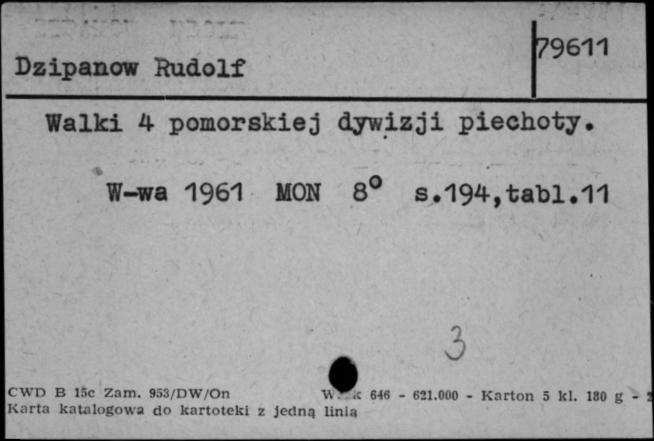 79611
Dzipanow Rudolf
Walki 4 pomorskiej dywizji piechoty.
W-wa 1961 MON 8° s.194,tabl.11
3
CWD B 15c Zam. 953/DW/On 646 - 621.000 - Karton 5 kl. 180 g -
Karta katalogowa do kartoteki z jedną linią